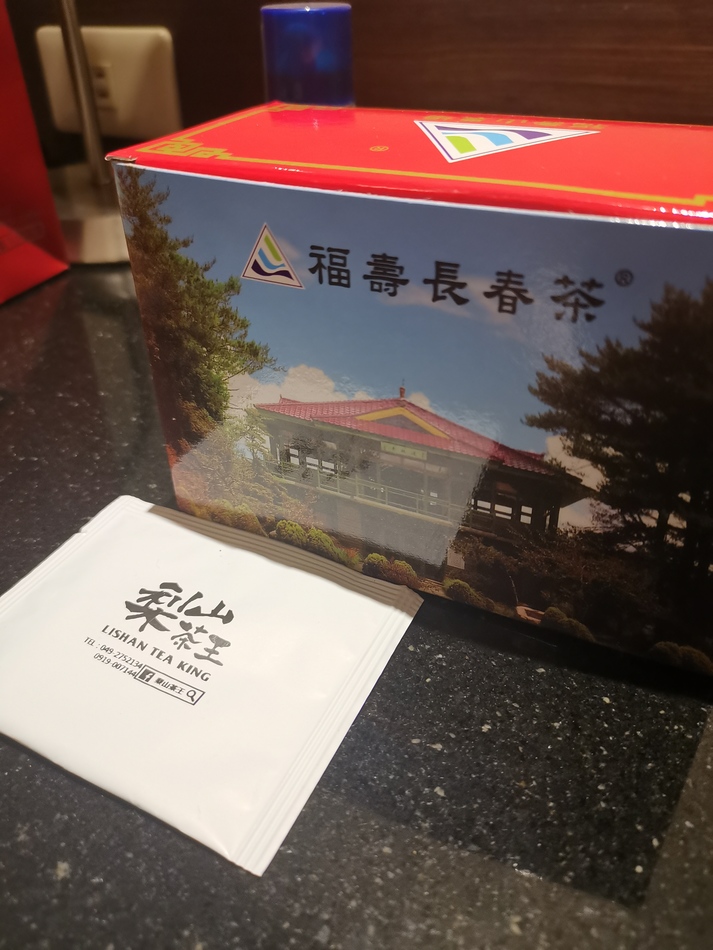 福壽長春茶®
梨山
茶王
LISHAN TEA KING
TEL : 049-2752134
0919-007144 f 梨山茶王